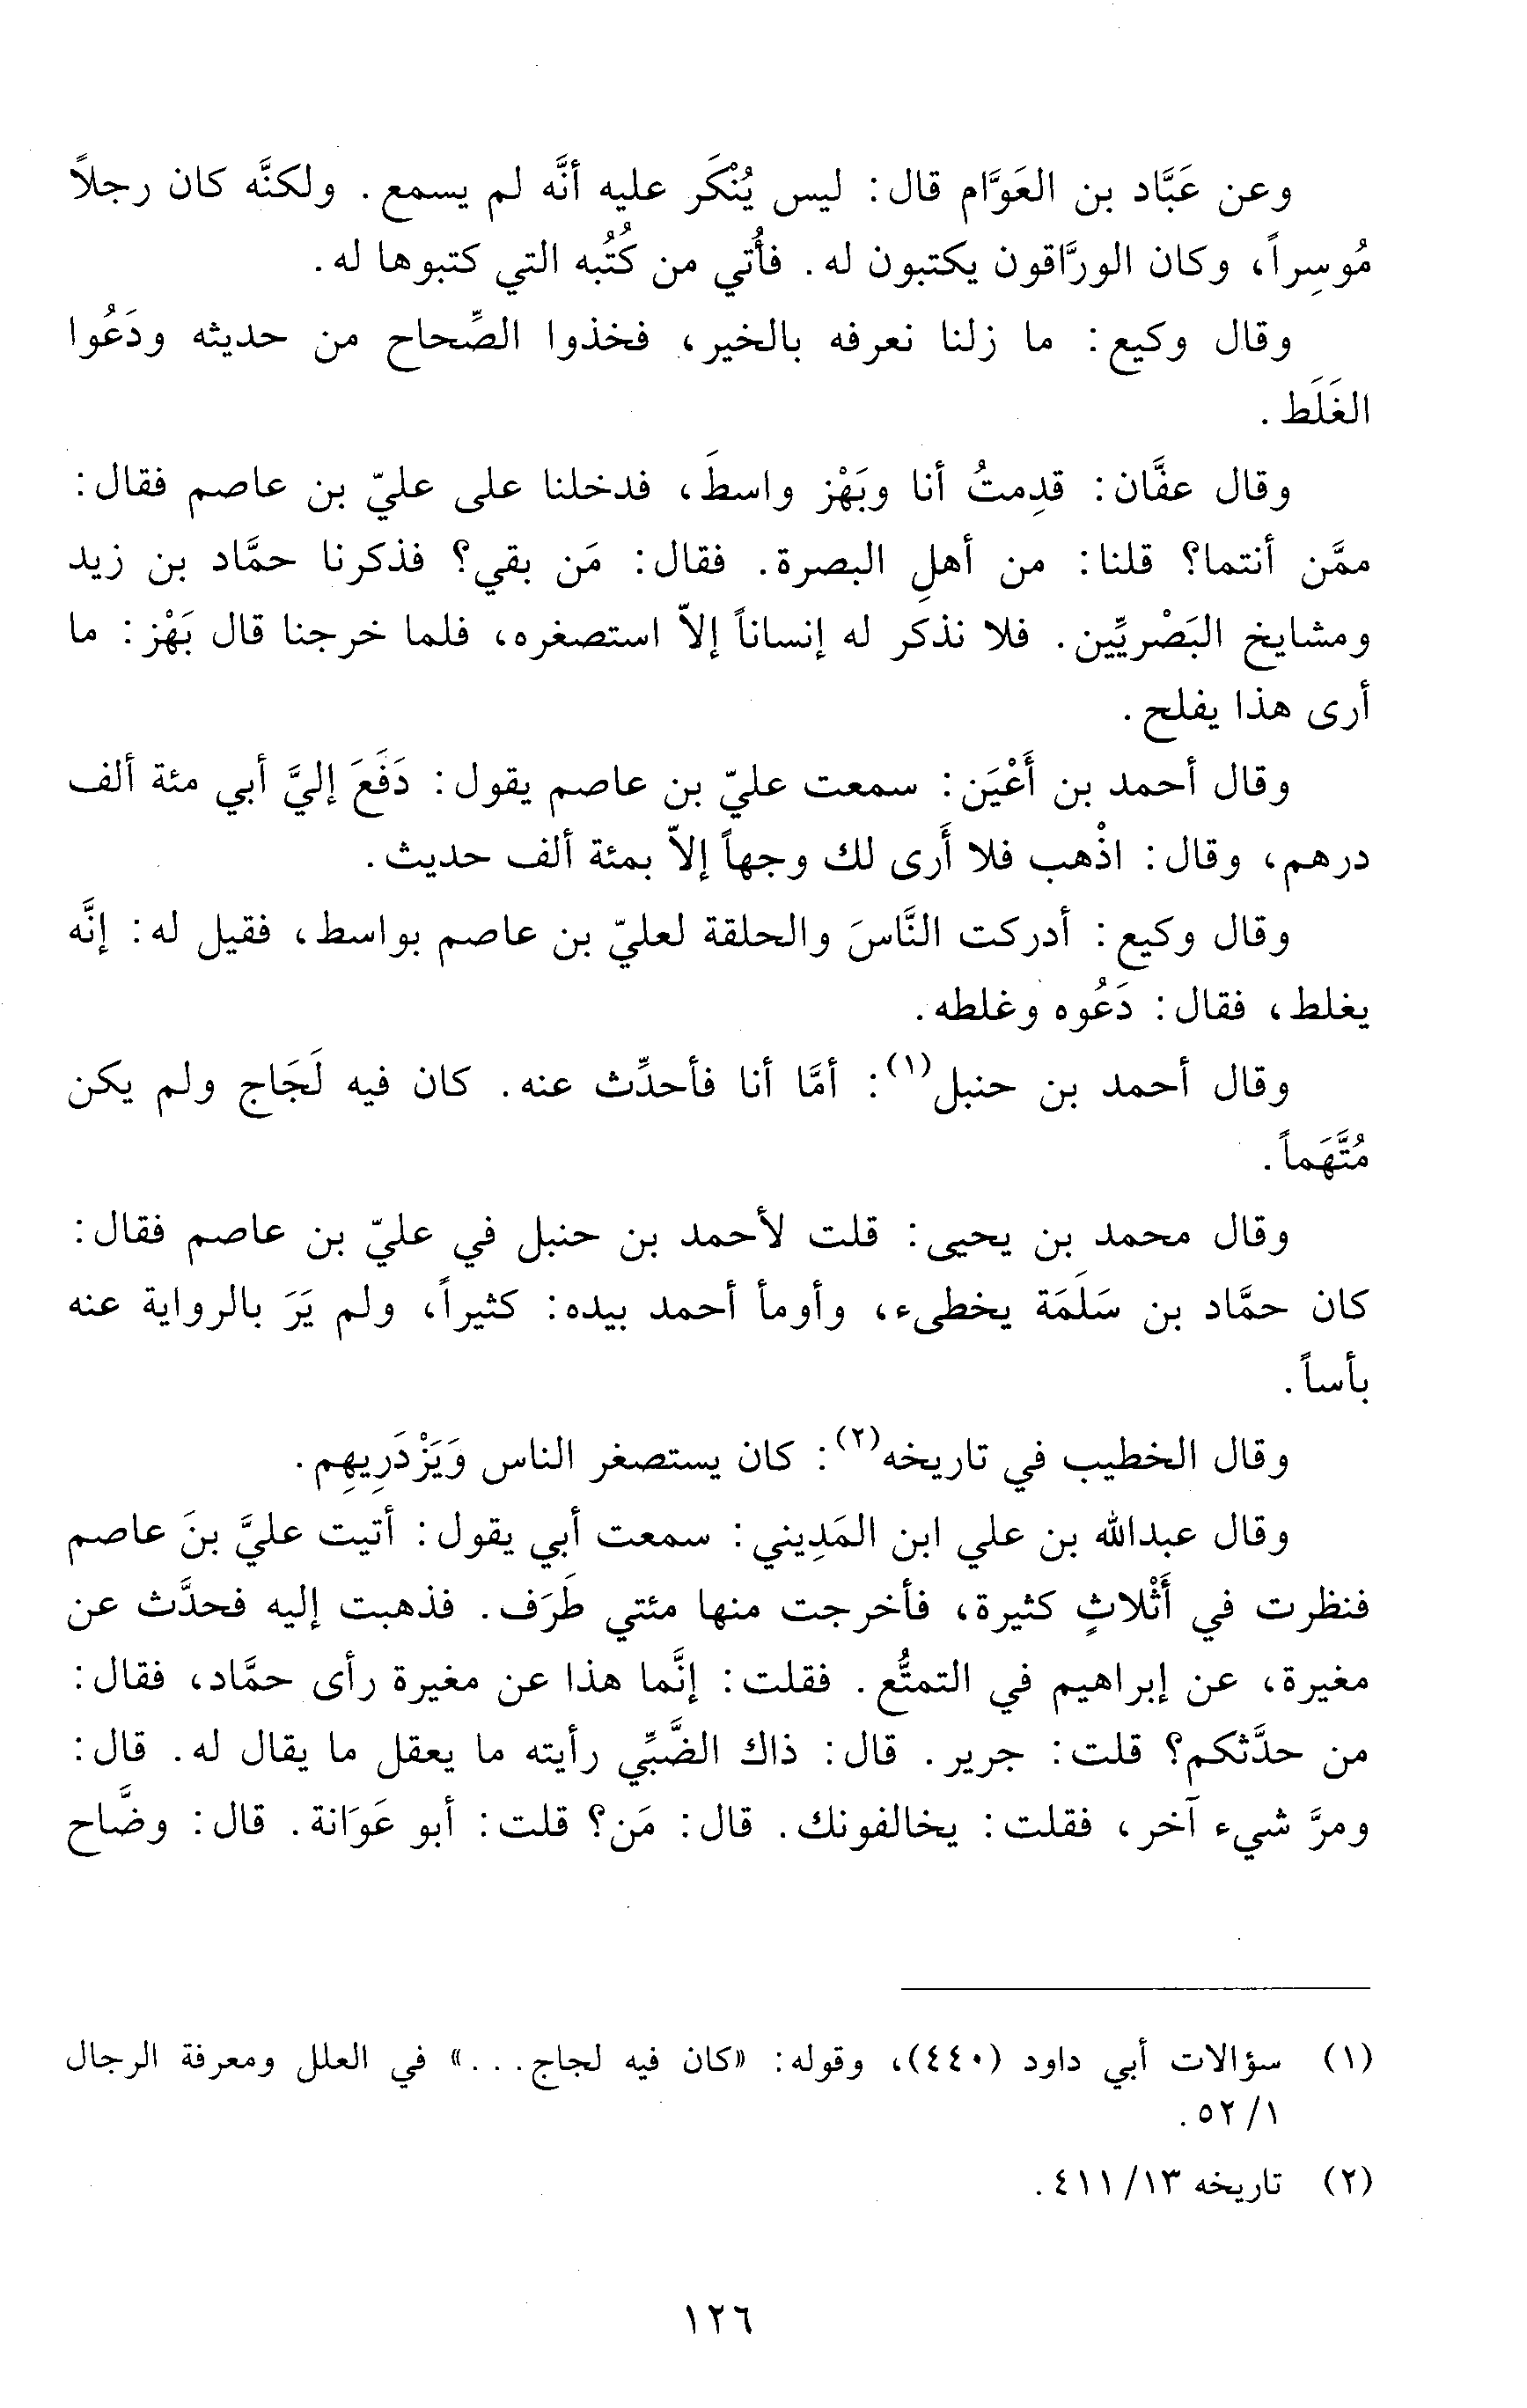 وعن عَبَّاد بن العَوَّام قال: ليس يُنْكَر عليه أنَّه لم يسمع. ولكنَّه كان رجلاً
مُوسِراً، وكان الورَّاقون يكتبون له. فأُتي من كُتُبه التي كتبوها له.
وقال وكيع: ما زلنا نعرفه بالخير، فخذوا الصِّحاح من حديثه ودَعُوا
الغَلَط.
وقال عفَّان: قدِمتُ أنا وبَهْز واسطَ، فدخلنا على عليّ بن عاصم فقال:
ممَّن أنتما؟ قلنا: من أهلِ البصرة. فقال: مَن بقي؟ فذكرنا حمَّاد بن زيد
ومشايخ البَصْريِّين. فلا نذكر له إنساناً إلاّ استصغره، فلما خرجنا قال بَهْز: ما
أرى هذا يفلح.
وقال أحمد بن أَعْيَن: سمعت عليّ بن عاصم يقول: دَفَعَ إليَّ أبي مئة ألف
درهم، وقال: اذْهب فلا أَرى لك وجهاً إلاّ بمئة ألف حديث.
وقال وكيع: أدركت النَّاسَ والحلقة لعليّ بن عاصم بواسط، فقيل له: إنَّه
يغلط، فقال: دَعُوه وغلطه.
وقال أحمد بن حنبل(١): أمَّا أنا فأحدِّث عنه. كان فيه لَجَاج ولم يكن
مُتَّهَماً.
وقال محمد بن يحيى: قلت لأحمد بن حنبل في عليّ بن عاصم فقال:
كان حمَّاد بن سَلَمَة يخطىء، وأومأ أحمد بيده: كثيراً، ولم يَرَ بالرواية عنه
بأساً.
وقال الخطيب في تاريخه(٢): كان يستصغر الناس وَيَزْدَرِيهِم.
وقال عبدالله بن علي ابن المَدِيني: سمعت أبي يقول: أتيت عليَّ بنَ عاصم
فنظرت في أَثْلاثٍ كثيرة، فأخرجت منها مئتي طَرَف. فذهبت إليه فحدَّث عن
مغيرة، عن إبراهيم في التمتُّع. فقلت: إنَّما هذا عن مغيرة رأى حمَّاد، فقال:
من حدَّثكم؟ قلت: جرير. قال: ذاك الضَّبِّي رأيته ما يعقل ما يقال له. قال:
ومرَّ شيء آخر، فقلت: يخالفونك. قال: مَن؟ قلت: أبو عَوَانة. قال: وضَّاح
(١) سؤالات أبي داود (٤٤٠)، وقوله: «كان فيه لجاج...» في العلل ومعرفة الرجال
١/ ٥٢.
(٢) تاريخه ١٣/ ٤١١.
١٢٦